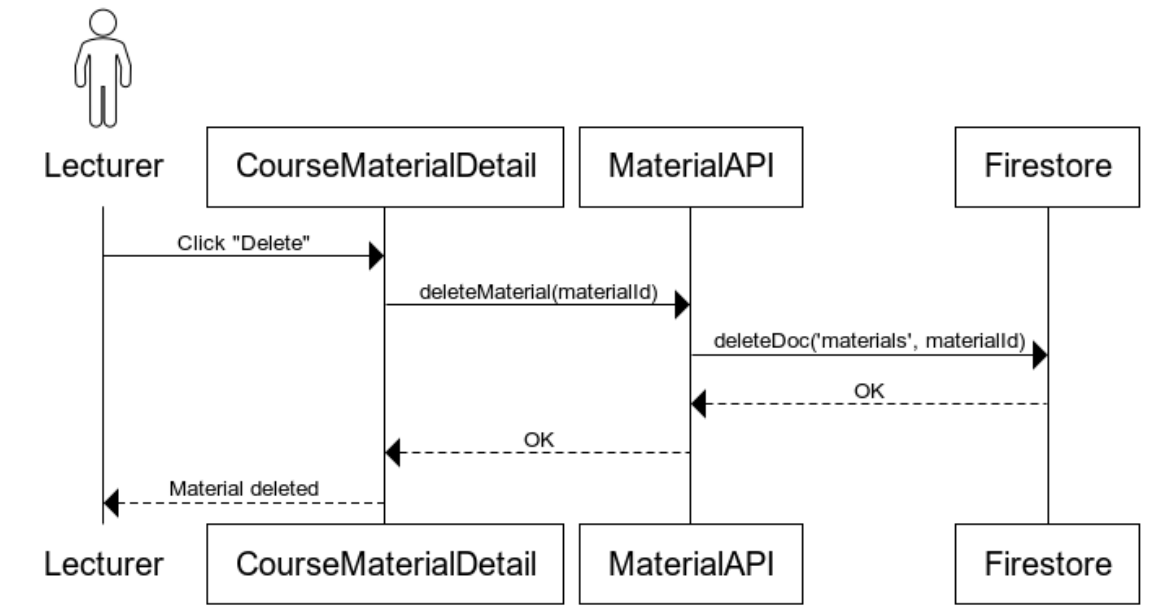 Lecturer
CourseMaterialDetail
MaterialAPI
Firestore
Click "Delete"
deleteMaterial(materialId)
deleteDoc('materials', materialId)
OK
OK
Material deleted
Lecturer
CourseMaterialDetail
MaterialAPI
Firestore